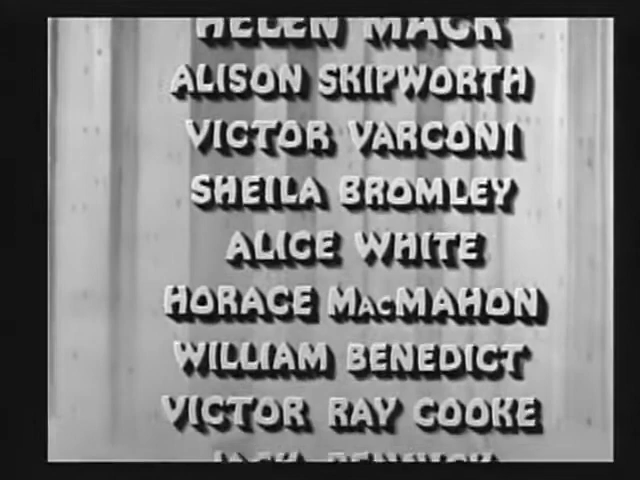 HELEN MACK
ALISON SKIPWORTH
VICTOR VARCONI
SHEILA BROMLEY
ALICE WHITE
HORACE MACMAHON
WILLIAM BENEDICT
VICTOR RAY COOKE